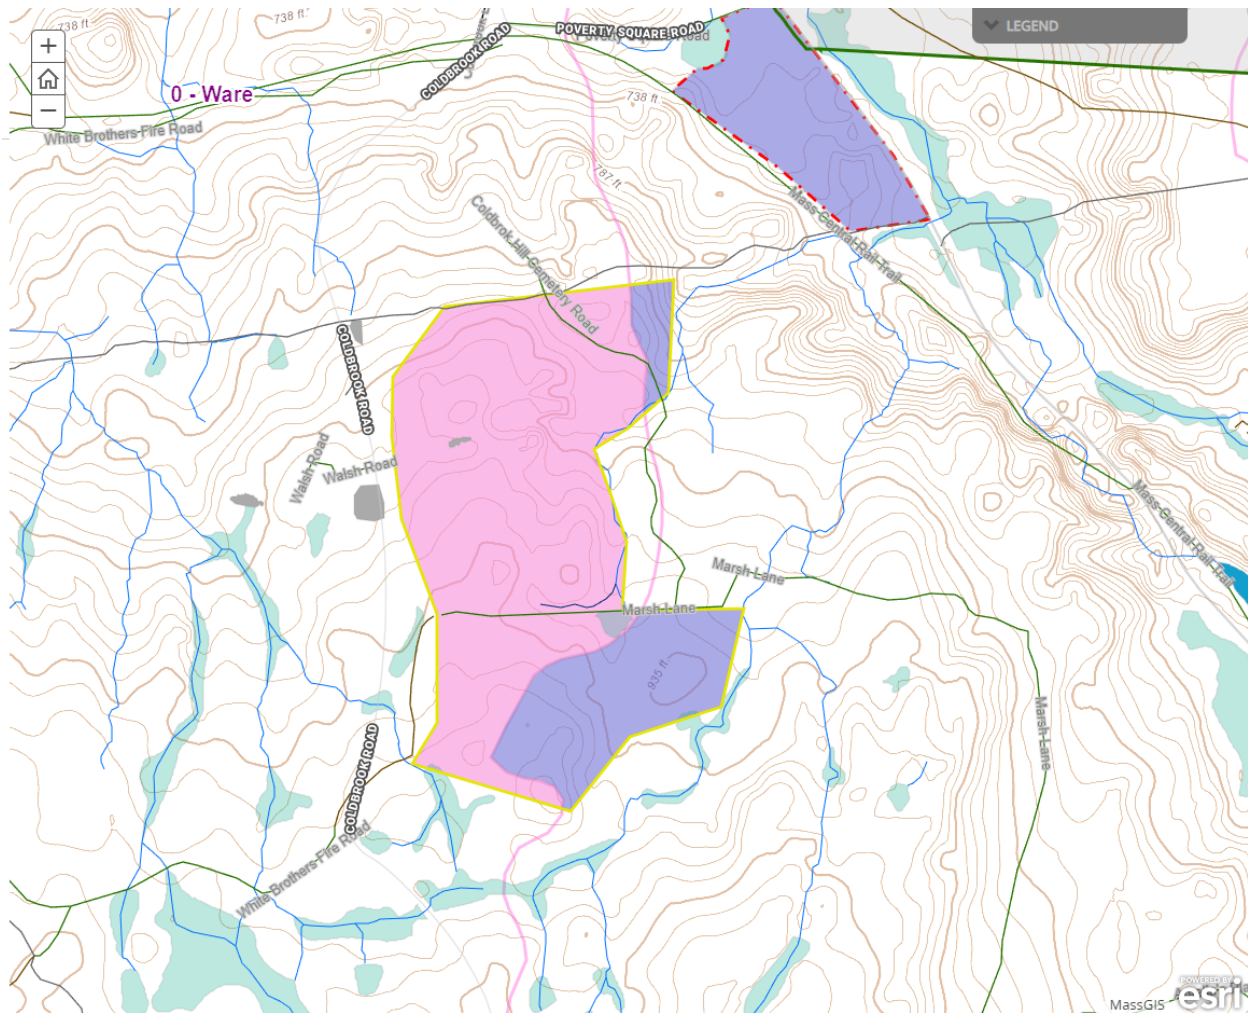 738 ft.
738 ft
LEGEND
POVERTY SQUARE ROAD
COLDBROOK ROAD
0 - Ware
738 ft.
White Brothers Fire Road
787 ft
Mass Central Rail Trail
Coldbrok Hill Cemetery Road
COLDBROOK ROAD
Walsh Road
Walsh Road
Mass Central Rail Trail
Marsh Lane
Marsh Lane
935 ft.
Marsh Lane
COLDBROOK ROAD
White Brothers Fire Road
POWERED BY
esri
MassGIS